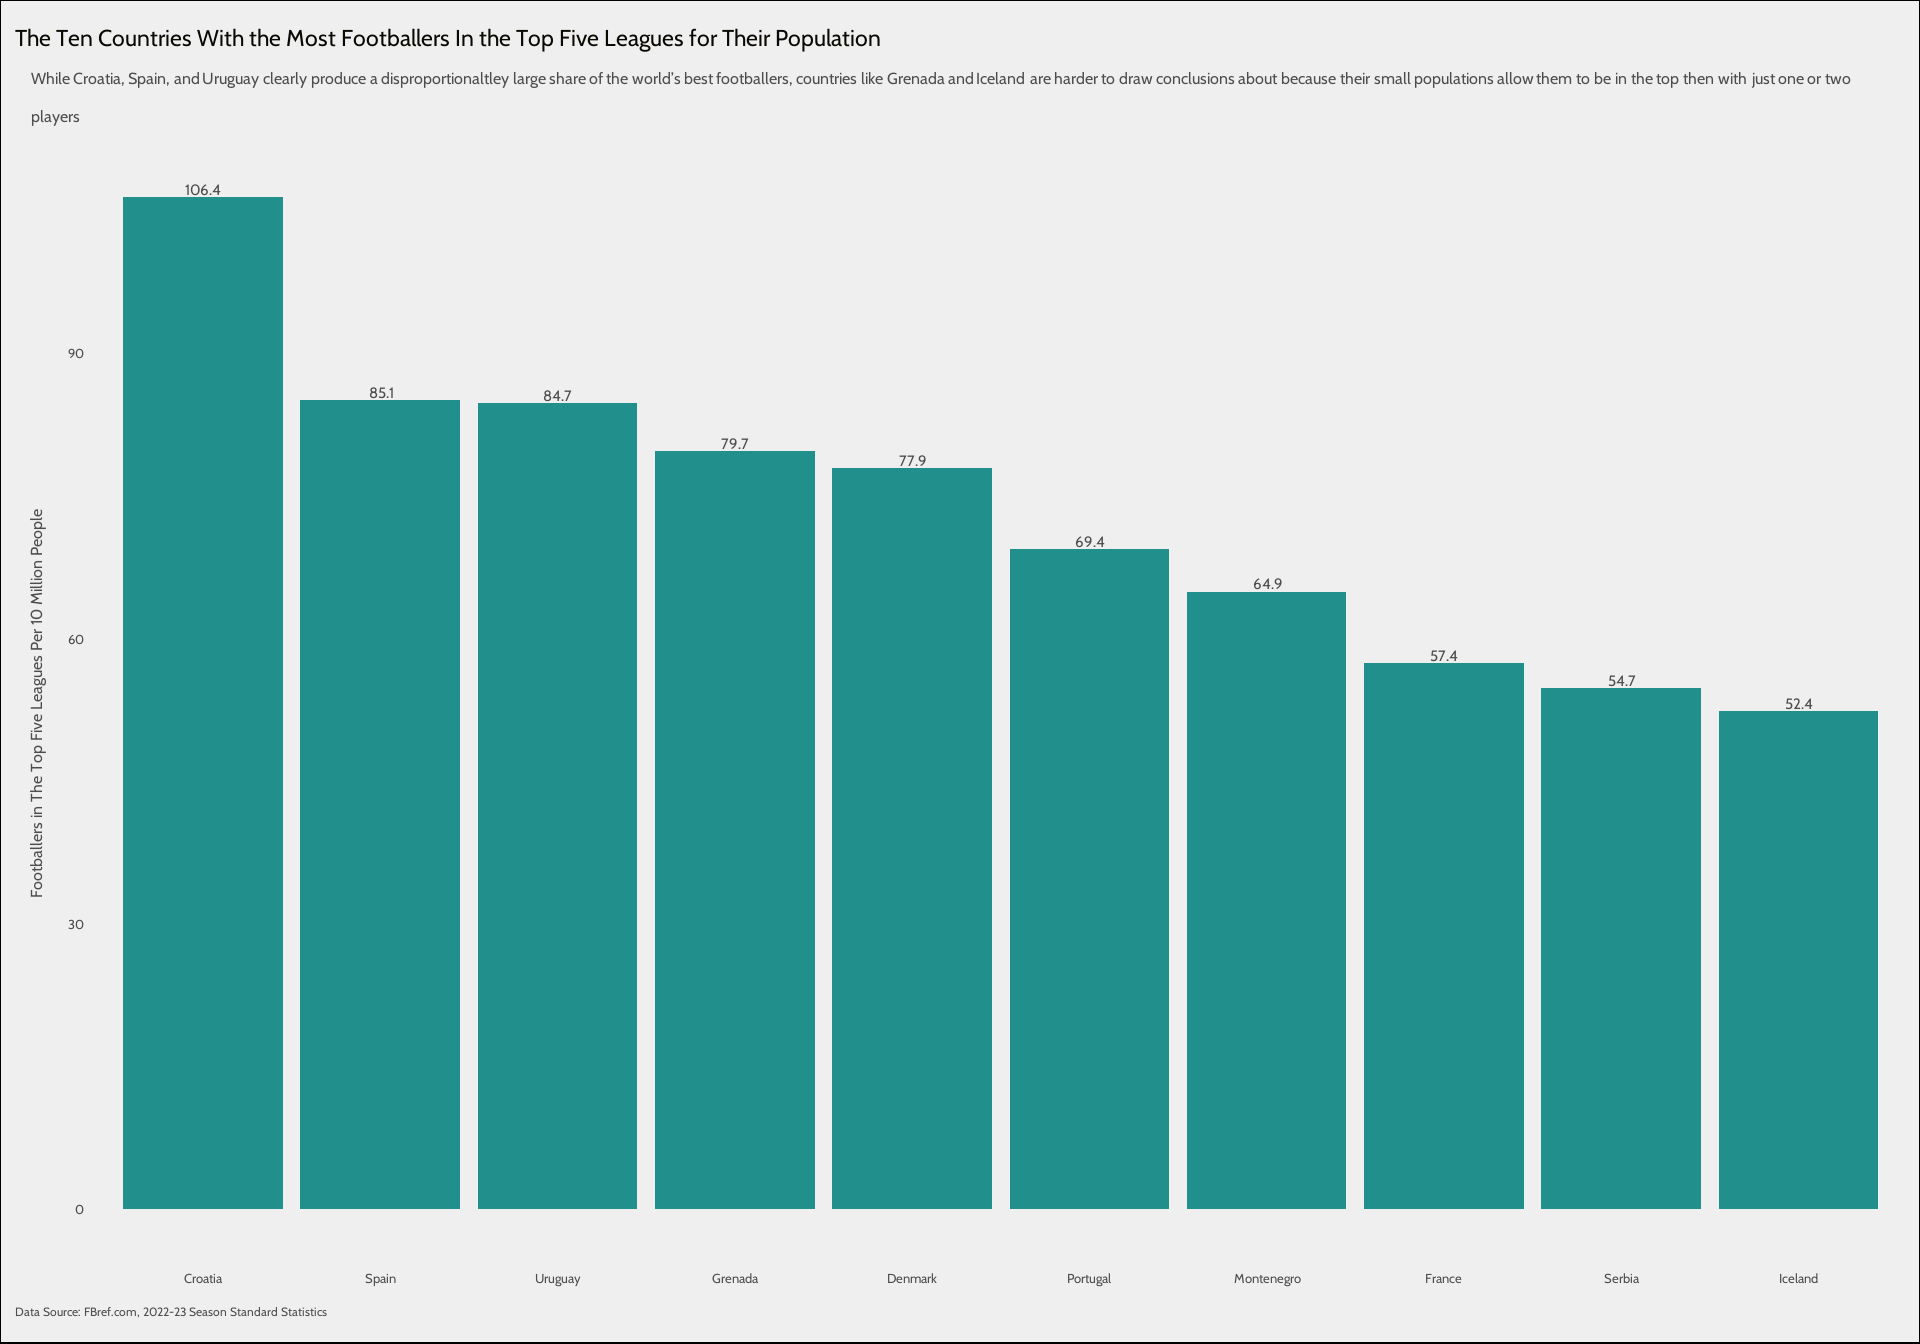 The Ten Countries With the Most Footballers In the Top Five Leagues for Their Population
While Croatia, Spain, and Uruguay clearly produce a disproportionaltley large share of the world's best footballers, countries like Grenada and Iceland are harder to draw conclusions about because their small populations allow them to be in the top then with just one or two
players
106.4
85.1
84.7
79.7
77.9
69.4
64.9
57.4
54.7
52.4
90
60
30
0
Footballers in The Top Five Leagues Per 10 Million People
Croatia
Spain
Uruguay
Grenada
Denmark
Portugal
Montenegro
France
Serbia
Iceland
Data Source: FBref.com, 2022-23 Season Standard Statistics